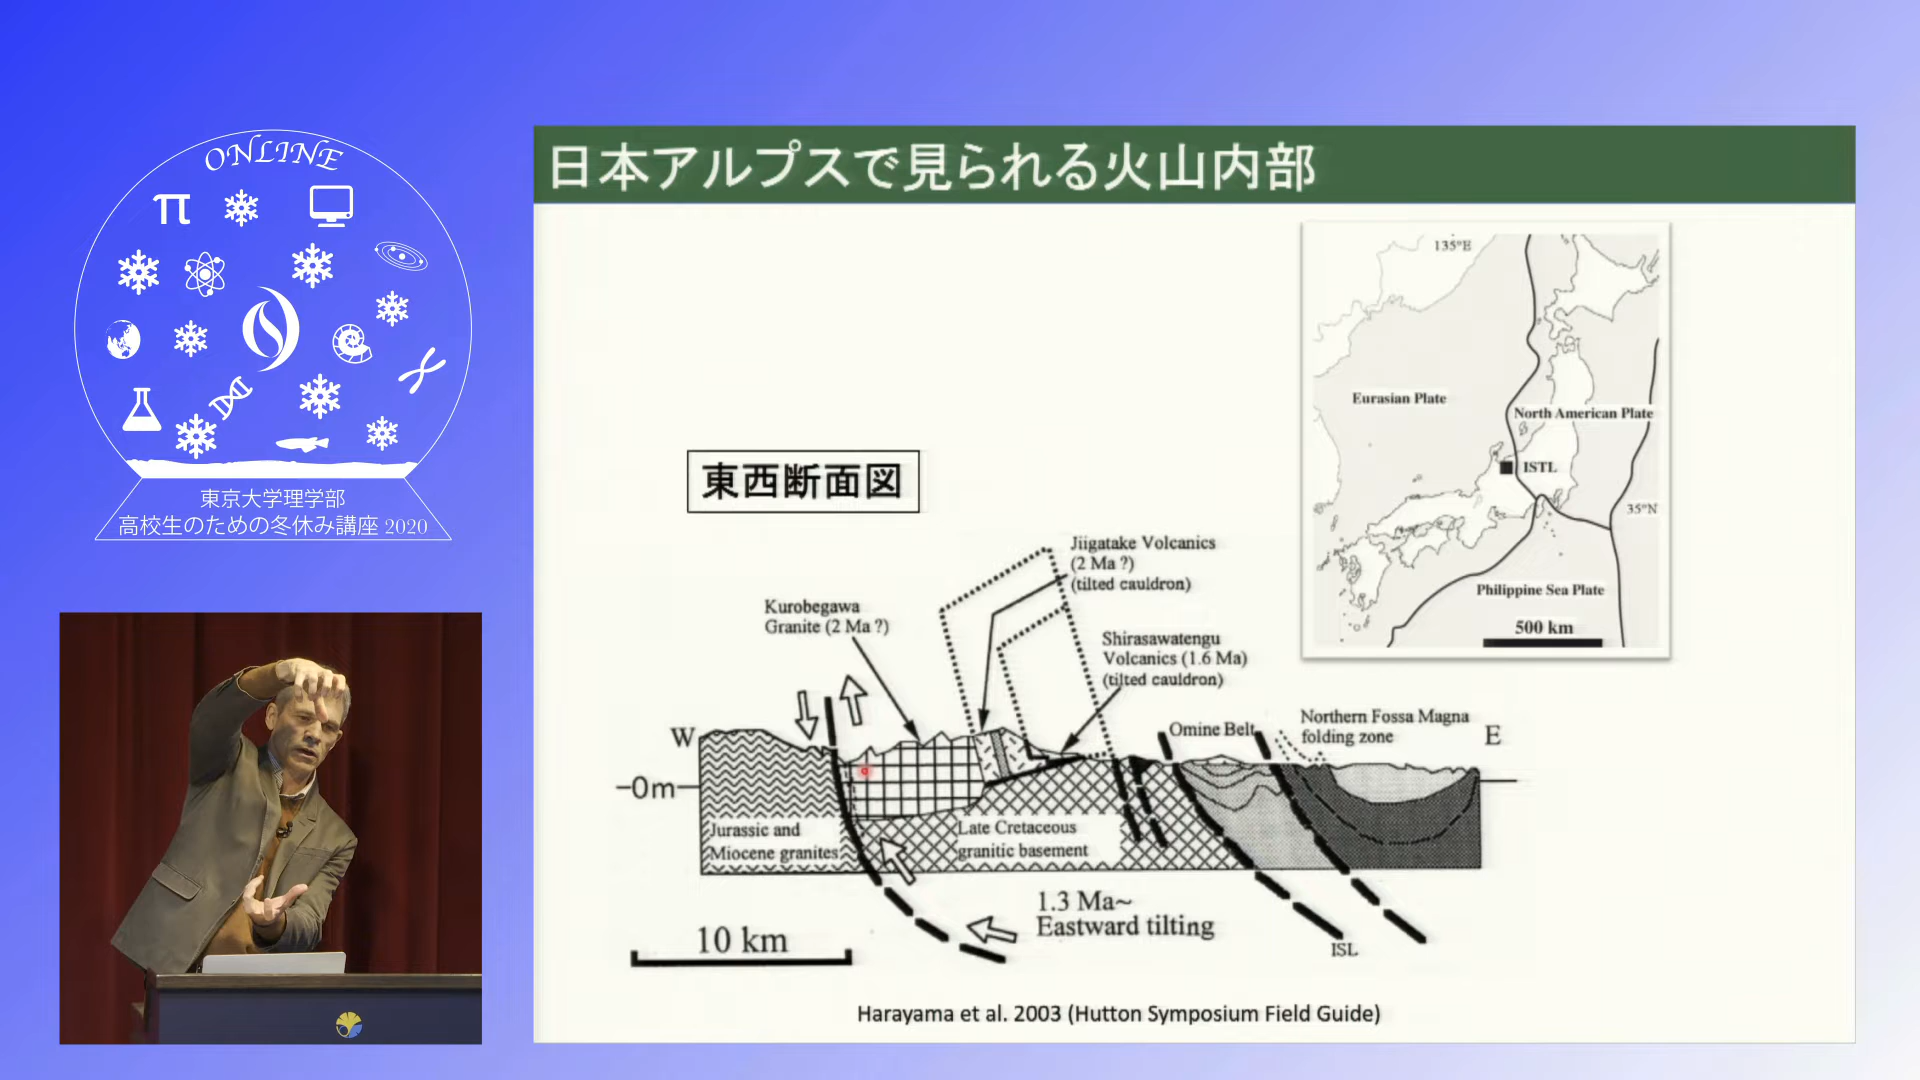 ONLINE
π
東京大学理学部
高校生のための冬休み講座 2020
日本アルプスで見られる火山内部
135°E
Eurasian Plate
North American Plate
ISTL
35°N
Philippine Sea Plate
500 km
東西断面図
Jiigatake Volcanics
(2 Ma ?)
(tilted cauldron)
Kurobegawa
Granite (2 Ma ?)
Shirasawatengu
Volcanics (1.6 Ma)
(tilted cauldron)
Omine Belt
Northern Fossa Magna
folding zone
W
E
0m
Jurassic and
Miocene granites
Late Cretaceous
granitic basement
1.3 Ma~
Eastward tilting
10 km
ISL
Harayama et al. 2003 (Hutton Symposium Field Guide)